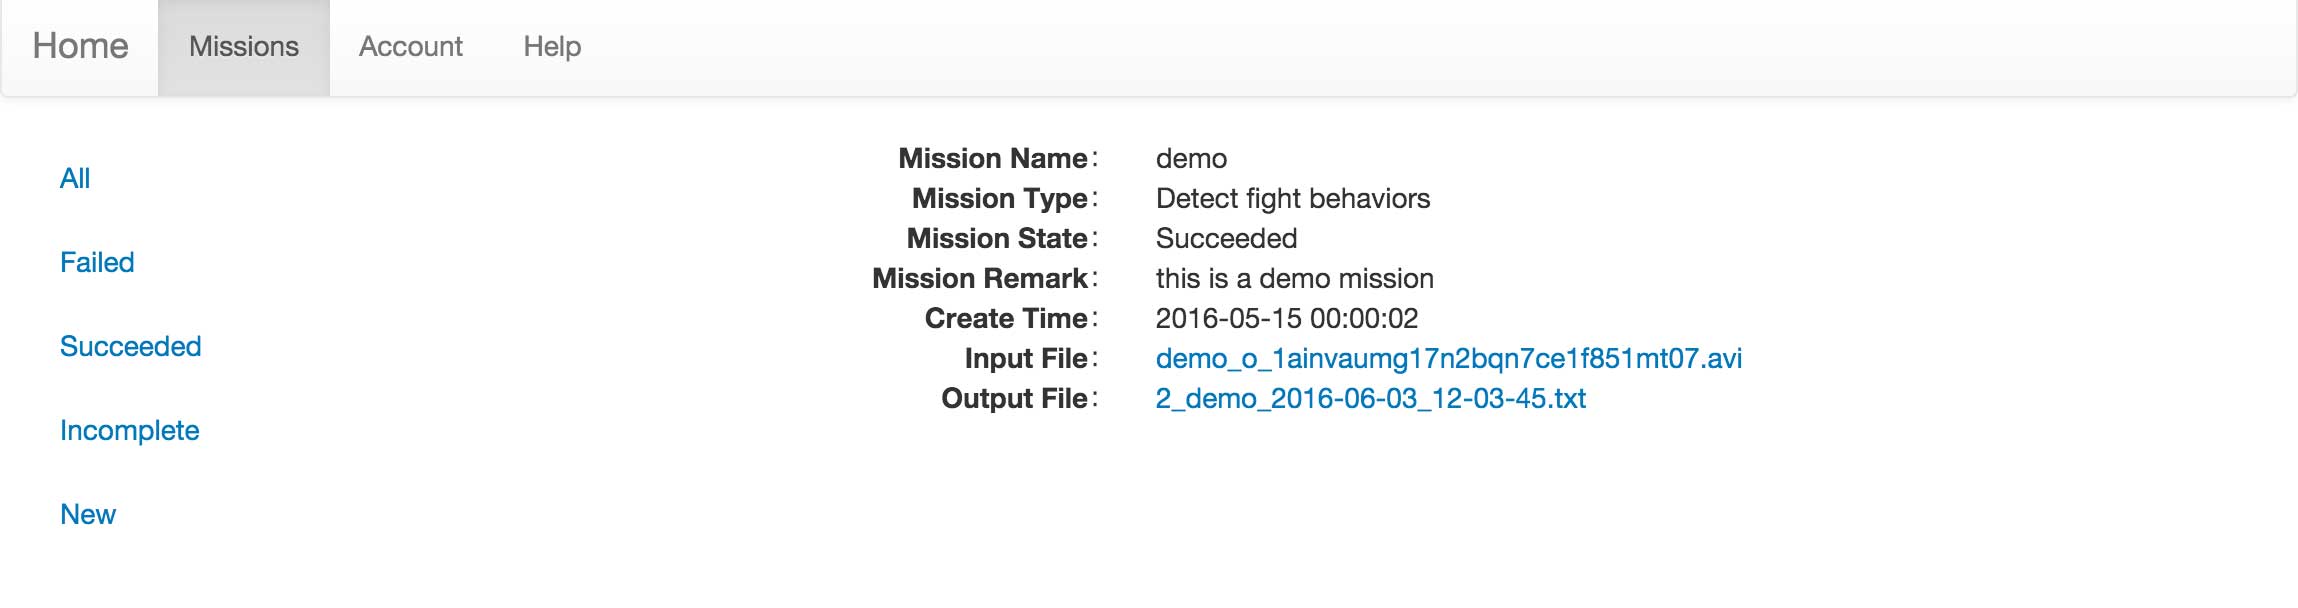 Home Missions Account Help
All
Failed
Succeeded
Incomplete
New
Mission Name: demo
Mission Type: Detect fight behaviors
Mission State: Succeeded
Mission Remark: this is a demo mission
Create Time: 2016-05-15 00:00:02
Input File: demo_o_1ainvaumg17n2bqn7ce1f851mt07.avi
Output File: 2_demo_2016-06-03_12-03-45.txt